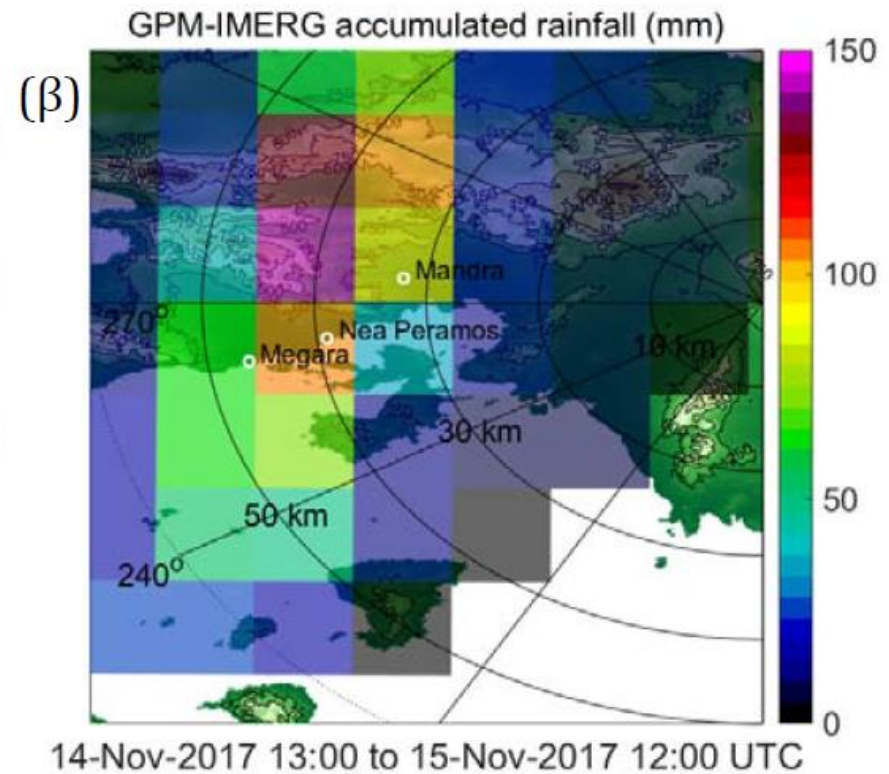 GPM-IMERG accumulated rainfall (mm)
(β)
150
Mandra
100
270°
Nea Peramos
Megara
10 km
30 km
50
50 km
240°
0
14-Nov-2017 13:00 to 15-Nov-2017 12:00 UTC